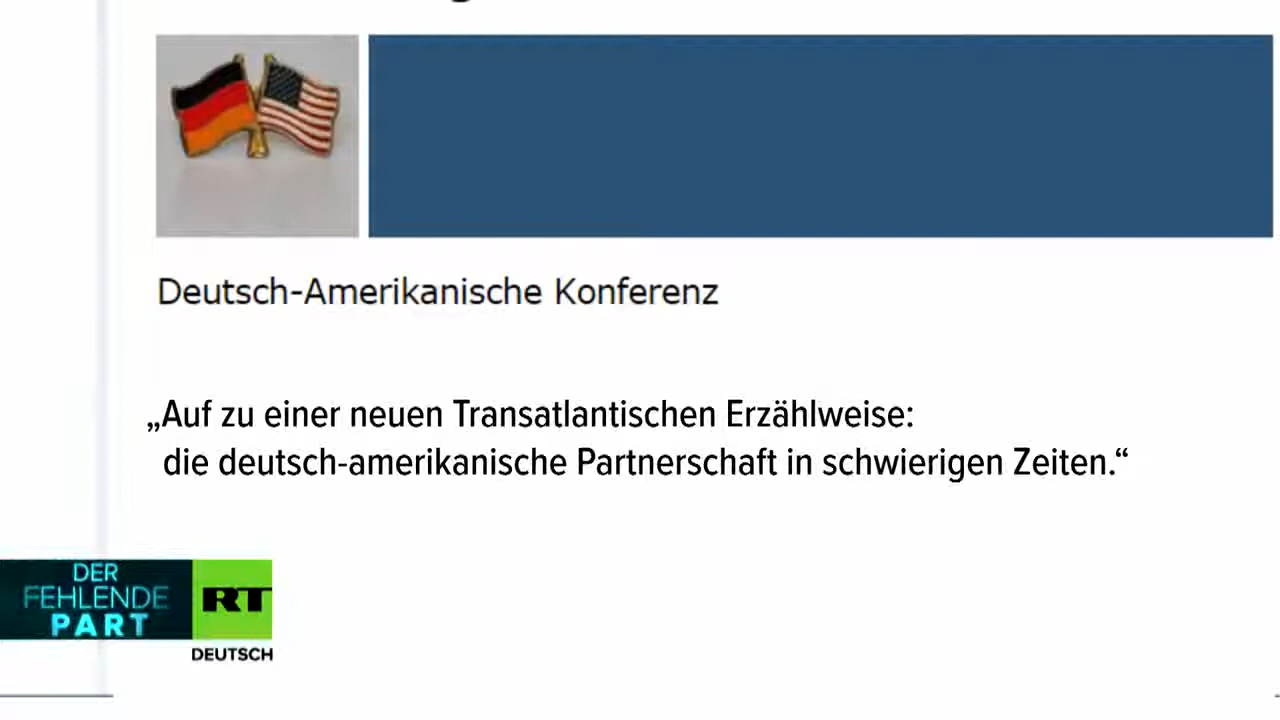 Deutsch-Amerikanische Konferenz
„Auf zu einer neuen Transatlantischen Erzählweise:
die deutsch-amerikanische Partnerschaft in schwierigen Zeiten.“
DER
FEHLENDE
PART
RT
DEUTSCH